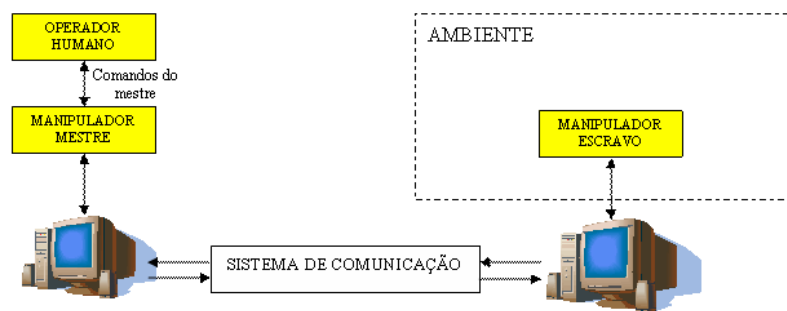 OPERADOR
HUMANO
Comandos do
mestre
MANIPULADOR
MESTRE
AMBIENTE
MANIPULADOR
ESCRAVO
SISTEMA DE COMUNICAÇÃO